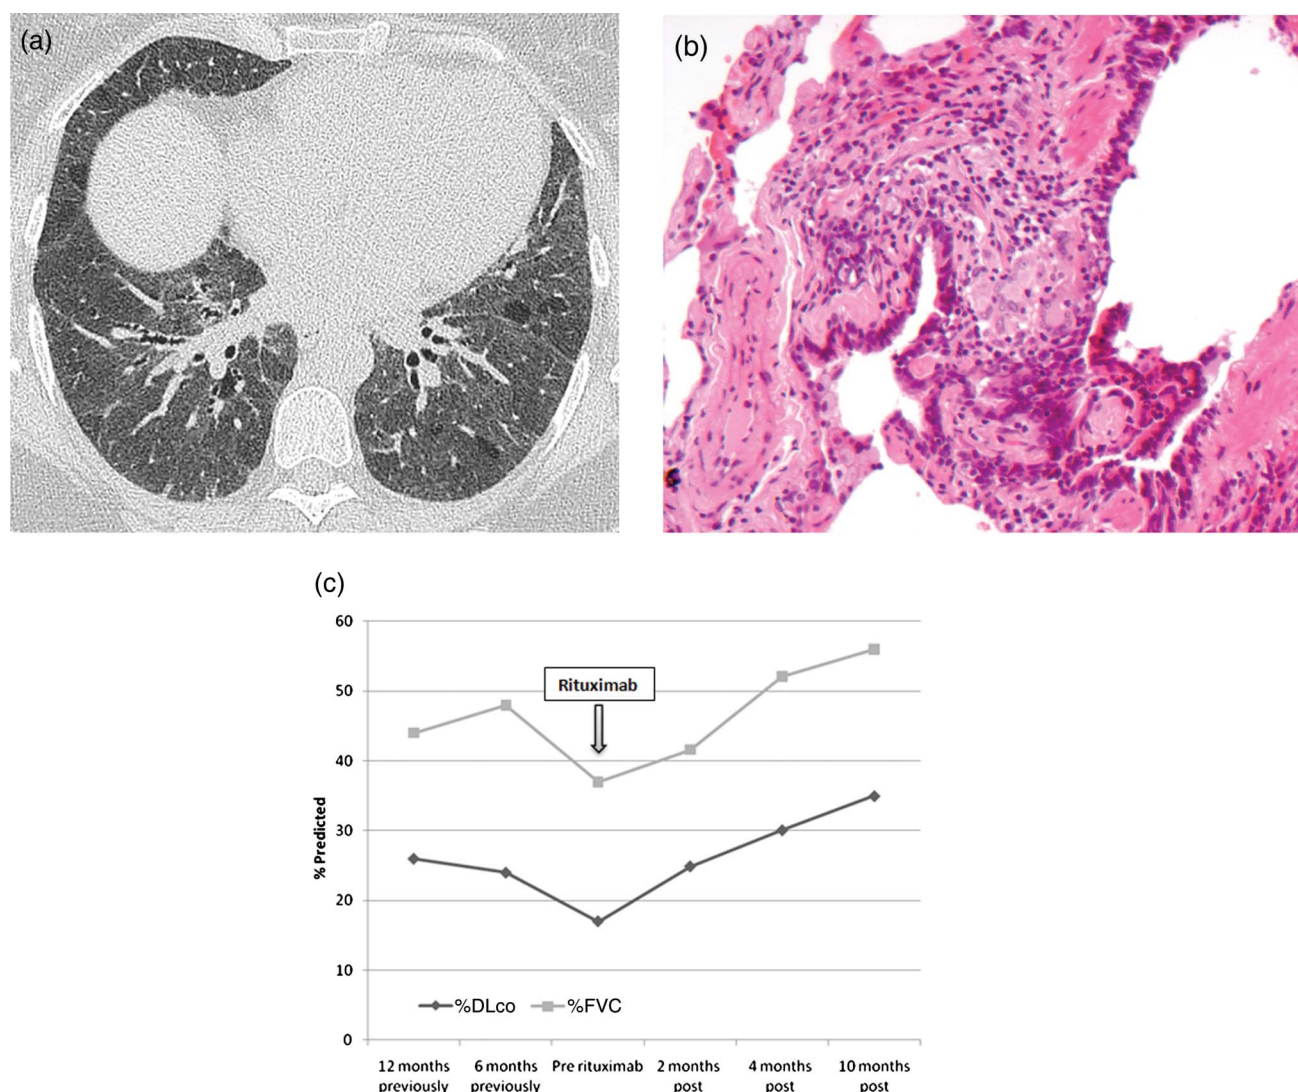 (a)
(b)
(c)
60
50
40
30
20
10
0
% Predicted
Rituximab
%DLco
%FVC
12 months
previously
6 months
previously
Pre rituximab
2 months
post
4 months
post
10 months
post